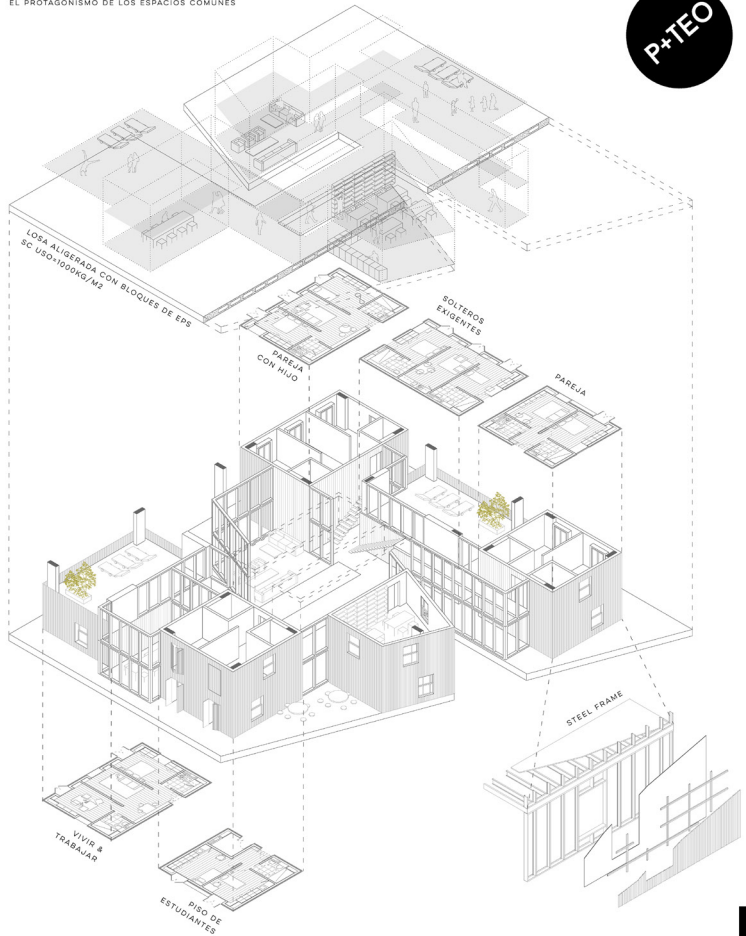 EL PROTAGONISMO DE LOS ESPACIOS COMUNES
P+TEO
LOSA ALIGERADA CON BLOQUES DE EPS
SC USO=1000KG/M2
PAREJA
CON HIJO
SOLTEROS
EXIGENTES
PAREJA
STEEL FRAME
VIVIR &
TRABAJAR
PISO DE
ESTUDIANTES